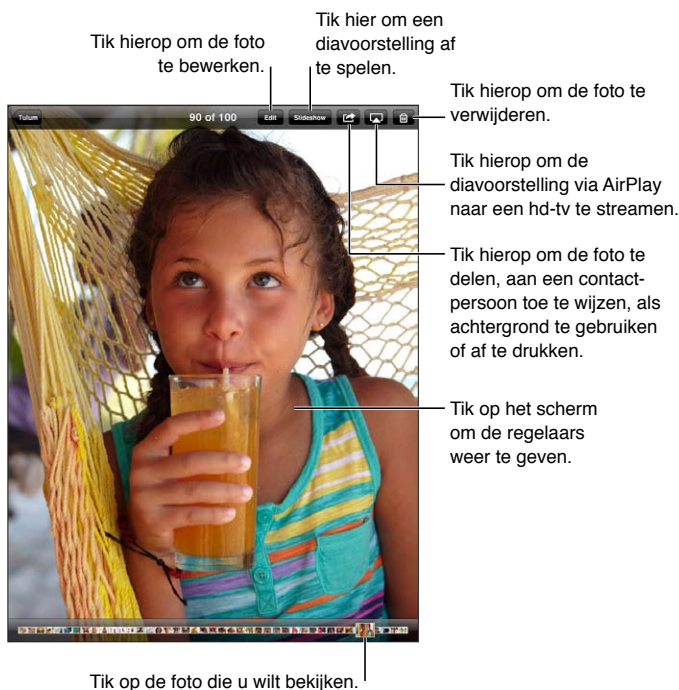 Tik hier om een
diavoorstelling af
te spelen.
Tik hierop om de foto
te bewerken.
Tulum
90 of 100
Edit
Slideshow
Tik hierop om de foto te
verwijderen.
Tik hierop om de
diavoorstelling via AirPlay
naar een hd-tv te streamen.
Tik hierop om de foto te
delen, aan een contact-
persoon toe te wijzen, als
achtergrond te gebruiken
of af te drukken.
Tik op het scherm
om de regelaars
weer te geven.
Tik op de foto die u wilt bekijken.